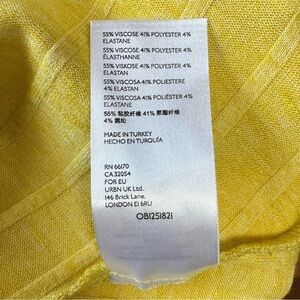 55% VISCOSE 41% POLYESTER 4%
ELASTANE
55% VISCOSE 41% POLYESTER 4%
ÉLASTHANNE
55% VISKOSE 41% POLYESTER 4%
ELASTAN
55% VISCOSA 41% POLIESTERE
4% ELASTAN
55% VISCOSA 41% POLIÉSTER 4%
ELASTANE
55% 粘胶纤维 41% 聚酯纤维
4% 氨纶
MADE IN TURKEY
HECHO EN TURQUÍA
RN 66170
CA 32054
FOR EU
URBN UK Ltd.
146 Brick Lane,
LONDON E1 6RU
OB1251821